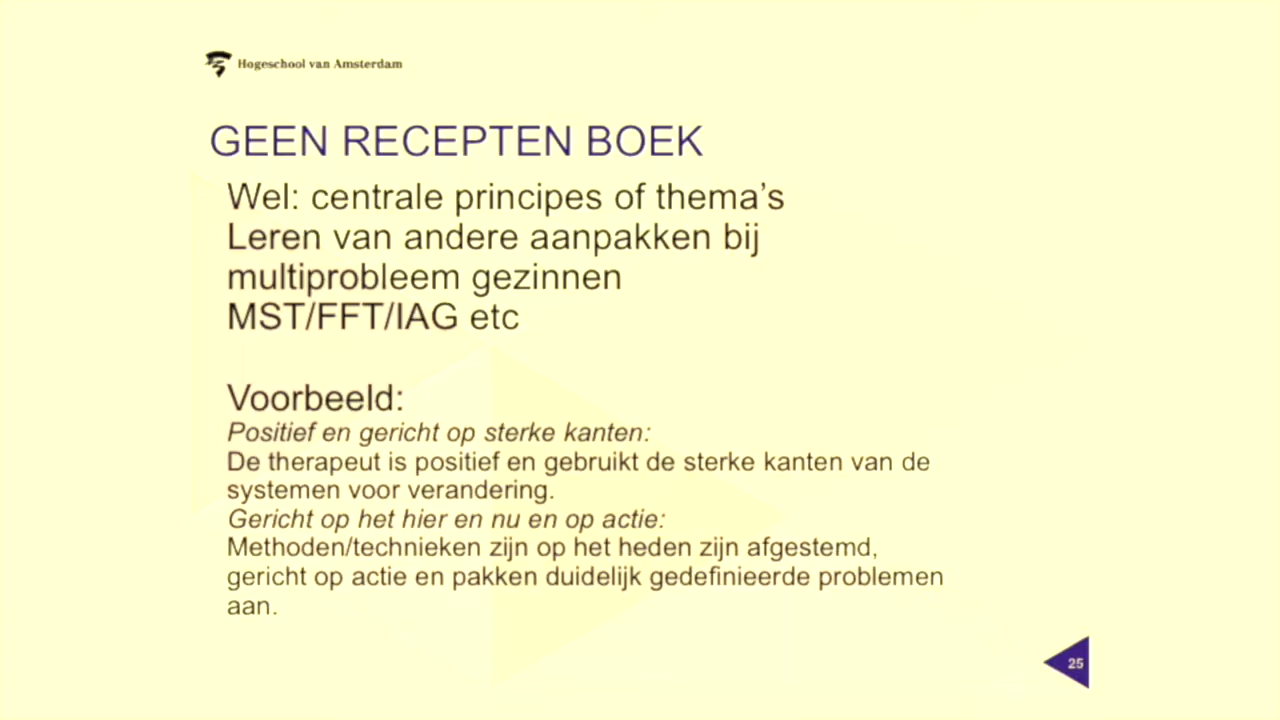 Hogeschool van Amsterdam
GEEN RECEPTEN BOEK
Wel: centrale principes of thema's
Leren van andere aanpakken bij
multiprobleem gezinnen
MST/FFT/IAG etc
Voorbeeld:
Positief en gericht op sterke kanten:
De therapeut is positief en gebruikt de sterke kanten van de
systemen voor verandering.
Gericht op het hier en nu en op actie:
Methoden/technieken zijn op het heden zijn afgestemd,
gericht op actie en pakken duidelijk gedefinieerde problemen
aan.
25